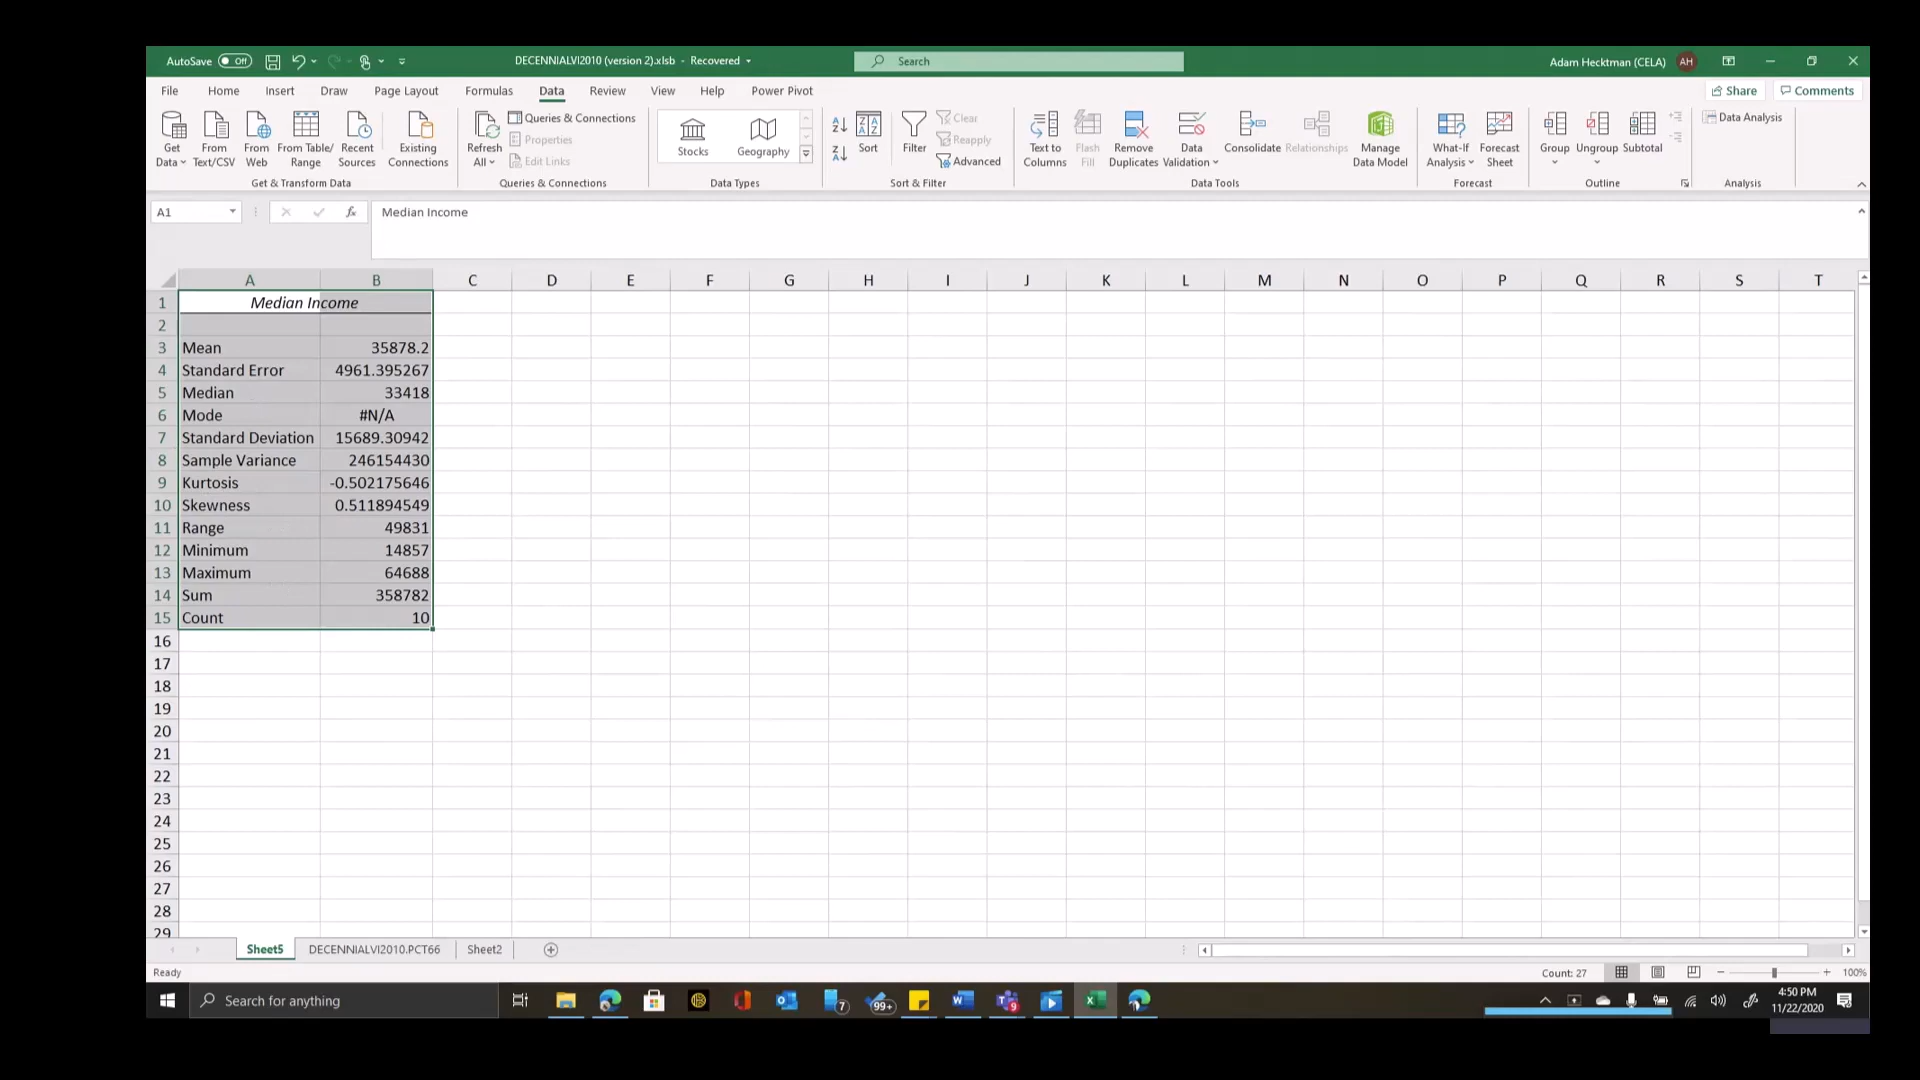 AutoSave Off DECENNIALVI2010 (version 2).xlsb - Recovered Search Adam Hecktman (CELA) AH
File Home Insert Draw Page Layout Formulas Data Review View Help Power Pivot Share Comments
Get Data From Text/CSV From Web From Table/ Range Recent Sources Existing Connections
Get & Transform Data
Refresh All Queries & Connections
Properties
Edit Links
Queries & Connections
Stocks Geography
Data Types
Sort Filter Clear
Reapply
Advanced
Sort & Filter
Text to Columns Flash Fill Remove Duplicates Data Validation Consolidate Relationships Manage Data Model
Data Tools
What-If Analysis Forecast Sheet
Forecast
Group Ungroup Subtotal
Outline
Data Analysis
Analysis
A1 fx Median Income
A B C D E F G H I J K L M N O P Q R S T
1 Median Income
2
3 Mean 35878.2
4 Standard Error 4961.395267
5 Median 33418
6 Mode #N/A
7 Standard Deviation 15689.30942
8 Sample Variance 246154430
9 Kurtosis -0.502175646
10 Skewness 0.511894549
11 Range 49831
12 Minimum 14857
13 Maximum 64688
14 Sum 358782
15 Count 10
16
17
18
19
20
21
22
23
24
25
26
27
28
29
Sheet5 DECENNIALVI2010.PCT66 Sheet2
Ready Count: 27 100%
Search for anything 7 99+ 9 4:50 PM
11/22/2020